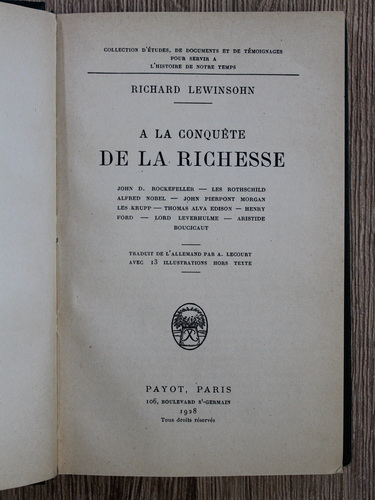 COLLECTION D'ÉTUDES, DE DOCUMENTS ET DE TÉMOIGNAGES
POUR SERVIR A
L'HISTOIRE DE NOTRE TEMPS
RICHARD LEWINSOHN
A LA CONQUÊTE
DE LA RICHESSE
JOHN D. ROCKEFELLER — LES ROTHSCHILD
ALFRED NOBEL — JOHN PIERPONT MORGAN
LES KRUPP — THOMAS ALVA EDISON — HENRY
FORD — LORD LEVERHULME — ARISTIDE
BOUCICAUT
TRADUIT DE L'ALLEMAND PAR A. LECOURT
AVEC 13 ILLUSTRATIONS HORS TEXTE
PAYOT, PARIS
106, BOULEVARD St-GERMAIN
1928
Tous droits réservés